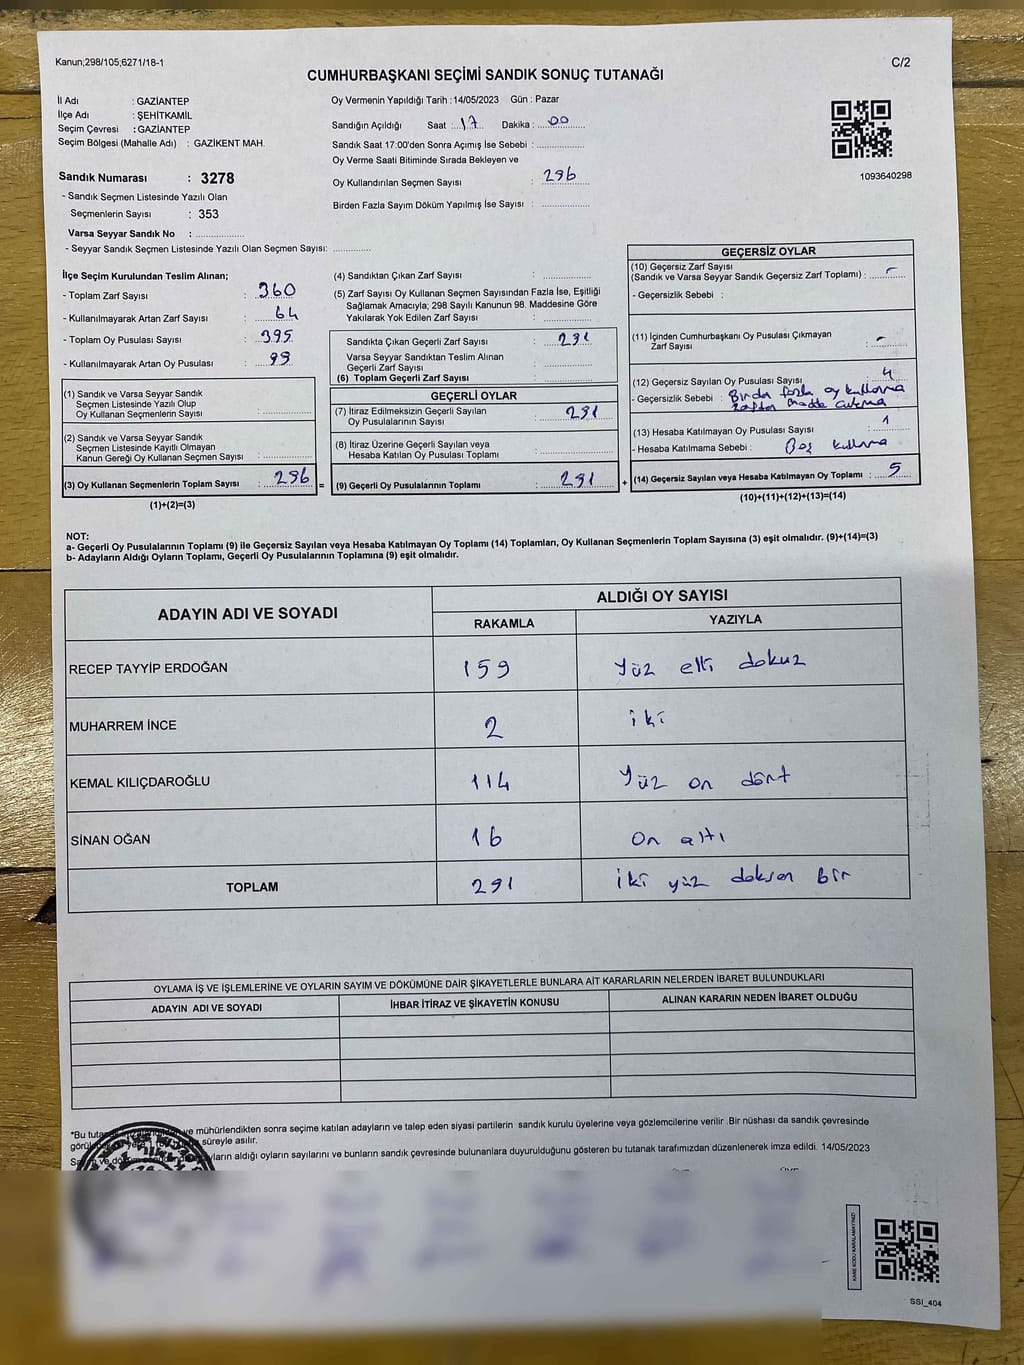 Kanun;298/105;6271/18-1
C/2
CUMHURBAŞKANI SEÇİMİ SANDIK SONUÇ TUTANAĞI
İl Adı : GAZİANTEP
İlçe Adı : ŞEHİTKAMİL
Seçim Çevresi : GAZİANTEP
Seçim Bölgesi (Mahalle Adı) : GAZİKENT MAH.
Sandık Numarası : 3278
- Sandık Seçmen Listesinde Yazılı Olan
Seçmenlerin Sayısı : 353
Varsa Seyyar Sandık No :
- Seyyar Sandık Seçmen Listesinde Yazılı Olan Seçmen Sayısı:
Oy Vermenin Yapıldığı Tarih : 14/05/2023 Gün : Pazar
Sandığın Açıldığı Saat : 17 Dakika : 00
Sandık Saat 17.00'den Sonra Açımış İse Sebebi :
Oy Verme Saati Bitiminde Sırada Bekleyen ve
Oy Kullandırılan Seçmen Sayısı : 296
Birden Fazla Sayım Döküm Yapılmış İse Sayısı :
1093640298
İlçe Seçim Kurulundan Teslim Alınan;
- Toplam Zarf Sayısı : 360
- Kullanılmayarak Artan Zarf Sayısı : 64
- Toplam Oy Pusulası Sayısı : 395
- Kullanılmayarak Artan Oy Pusulası : 99
(1) Sandık ve Varsa Seyyar Sandık
Seçmen Listesinde Yazılı Olup
Oy Kullanan Seçmenlerin Sayısı :
(2) Sandık ve Varsa Seyyar Sandık
Seçmen Listesinde Kayıtlı Olmayan
Kanun Gereği Oy Kullanan Seçmen Sayısı :
(3) Oy Kullanan Seçmenlerin Toplam Sayısı : 296 =
(1)+(2)=(3)
(4) Sandıktan Çıkan Zarf Sayısı :
(5) Zarf Sayısı Oy Kullanan Seçmen Sayısından Fazla İse, Eşitliği
Sağlamak Amacıyla; 298 Sayılı Kanunun 98. Maddesine Göre
Yakılarak Yok Edilen Zarf Sayısı :
Sandıkta Çıkan Geçerli Zarf Sayısı : 291
Varsa Seyyar Sandıktan Teslim Alınan
Geçerli Zarf Sayısı :
(6) Toplam Geçerli Zarf Sayısı :
GEÇERLİ OYLAR
(7) İtiraz Edilmeksizin Geçerli Sayılan
Oy Pusulalarının Sayısı : 291
(8) İtiraz Üzerine Geçerli Sayılan veya
Hesaba Katılan Oy Pusulası Toplamı :
(9) Geçerli Oy Pusulalarının Toplamı : 291 +
GEÇERSİZ OYLAR
(10) Geçersiz Zarf Sayısı
(Sandık ve Varsa Seyyar Sandık Geçersiz Zarf Toplamı) : -
- Geçersizlik Sebebi :
(11) İçinden Cumhurbaşkanı Oy Pusulası Çıkmayan
Zarf Sayısı : -
(12) Geçersiz Sayılan Oy Pusulası Sayısı : 4
- Geçersizlik Sebebi : Birden fazla oy kullanma
zaftan madde çıkma
(13) Hesaba Katılmayan Oy Pusulası Sayısı : 1
- Hesaba Katılmama Sebebi : Boş kullanma
(14) Geçersiz Sayılan veya Hesaba Katılmayan Oy Toplamı : 5
(10)+(11)+(12)+(13)=(14)
NOT:
a- Geçerli Oy Pusulalarının Toplamı (9) ile Geçersiz Sayılan veya Hesaba Katılmayan Oy Toplamı (14) Toplamları, Oy Kullanan Seçmenlerin Toplam Sayısına (3) eşit olmalıdır. (9)+(14)=(3)
b- Adayların Aldığı Oyların Toplamı, Geçerli Oy Pusulalarının Toplamına (9) eşit olmalıdır.
ADAYIN ADI VE SOYADI
ALDIĞI OY SAYISI
RAKAMLA YAZIYLA
RECEP TAYYİP ERDOĞAN 159 Yüz elli dokuz
MUHARREM İNCE 2 iki
KEMAL KILIÇDAROĞLU 114 Yüz on dört
SİNAN OĞAN 16 On altı
TOPLAM 291 iki yüz doksan bir
OYLAMA İŞ VE İŞLEMLERİNE VE OYLARIN SAYIM VE DÖKÜMÜNE DAİR ŞİKAYETLERLE BUNLARA AİT KARARLARIN NELERDEN İBARET BULUNDUKLARI
ADAYIN ADI VE SOYADI İHBAR İTİRAZ VE ŞİKAYETİN KONUSU ALINAN KARARIN NEDEN İBARET OLDUĞU
*Bu ve mühürlendikten sonra seçime katılan adayların ve talep eden siyasi partilerin sandık kurulu üyelerine veya gözlemcilerine verilir .Bir nüshası da sandık çevresinde
süreyle asılır.
aldığı oyların sayılarını ve bunların sandık çevresinde bulunanlara duyurulduğunu gösteren bu tutanak tarafımızdan düzenlenerek imza edildi. 14/05/2023
KARE KODU KARALAMAYINIZ!
SSI_404